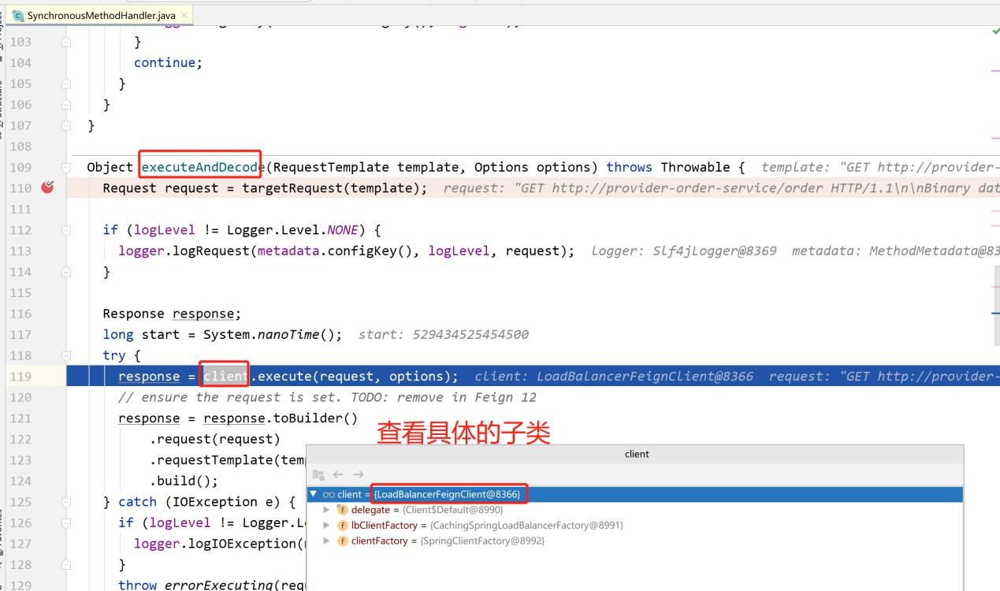 SynchronousMethodHandler.java ×
103 }
104 continue;
105 }
106 }
107 }
108
109 Object executeAndDecode(RequestTemplate template, Options options) throws Throwable { template: "GET http://provider-
110 Request request = targetRequest(template); request: "GET http://provider-order-service/order HTTP/1.1\n\nBinary dat
111
112 if (logLevel != Logger.Level.NONE) {
113 logger.logRequest(metadata.configKey(), logLevel, request); logger: Slf4jLogger@8369 metadata: MethodMetadata@83
114 }
115
116 Response response;
117 long start = System.nanoTime(); start: 529434525454500
118 try {
119 response = client.execute(request, options); client: LoadBalancerFeignClient@8366 request: "GET http://provider-
120 // ensure the request is set. TODO: remove in Feign 12
121 response = response.toBuilder()
查看具体的子类
122 .request(request)
123 .requestTemplate(tem
124 .build();
125 } catch (IOException e) {
126 if (logLevel != Logger.L
127 logger.logIOException(
128 }
129 throw errorExecuting(req
client
client = {LoadBalancerFeignClient@8366}
delegate = {Client$Default@8990}
lbClientFactory = {CachingSpringLoadBalancerFactory@8991}
clientFactory = {SpringClientFactory@8992}